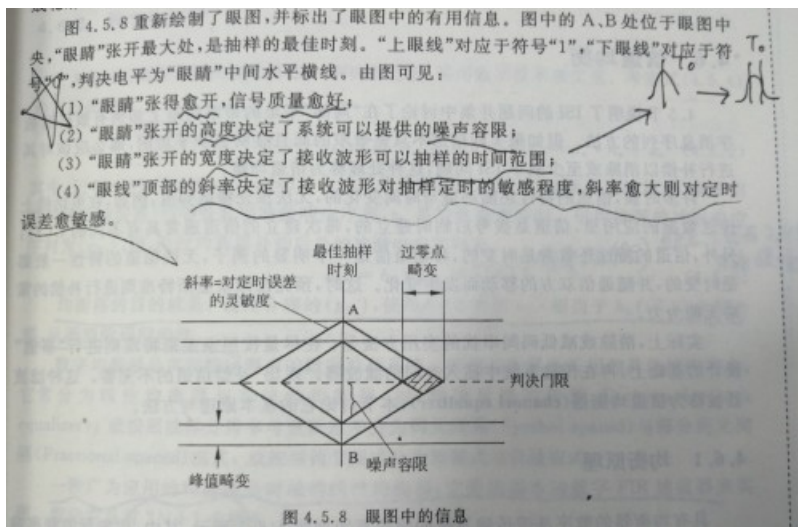 图 4.5.8 重新绘制了眼图,并标出了眼图中的有用信息。图中的 A、B 处位于眼图中
央,“眼睛”张开最大处,是抽样的最佳时刻。“上眼线”对应于符号“1”,“下眼线”对应于符
号“0”,判决电平为“眼睛”中间水平横线。由图可见:
(1) “眼睛”张得愈开,信号质量愈好;
(2) “眼睛”张开的高度决定了系统可以提供的噪声容限;
(3) “眼睛”张开的宽度决定了接收波形可以抽样的时间范围;
(4) “眼线”顶部的斜率决定了接收波形对抽样定时的敏感程度,斜率愈大则对定时
误差愈敏感。
T₀
T₀
最佳抽样
时刻
过零点
畸变
斜率=对定时误差
的灵敏度
A
判决门限
B
噪声容限
峰值畸变
图 4.5.8 眼图中的信息